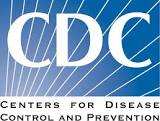 CDC
CENTERS FOR DISEASE
CONTROL AND PREVENTION